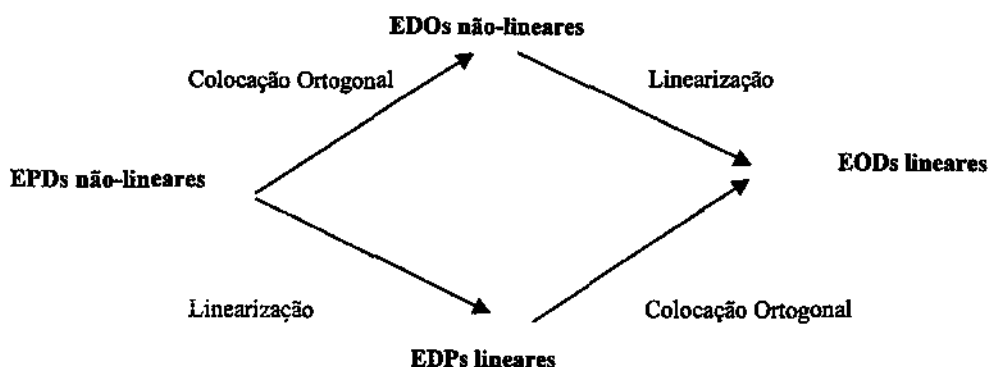 EDOs não-lineares
Colocação Ortogonal
Linearização
EPDs não-lineares
EODs lineares
Linearização
Colocação Ortogonal
EDPs lineares